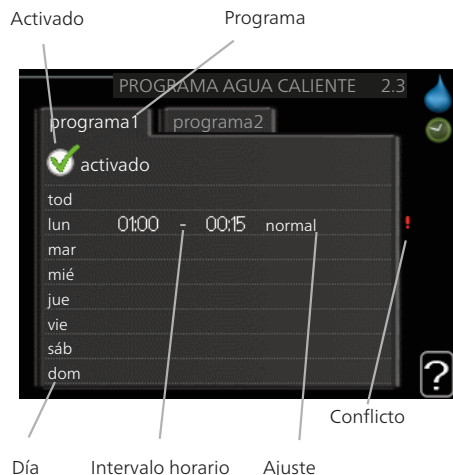 Activado
Programa
PROGRAMA AGUA CALIENTE 2.3
programa1 programa2
activado
tod
lun 01:00 - 00:15 normal !
mar
mié
jue
vie
sáb
dom
?
Conflicto
Día Intervalo horario Ajuste